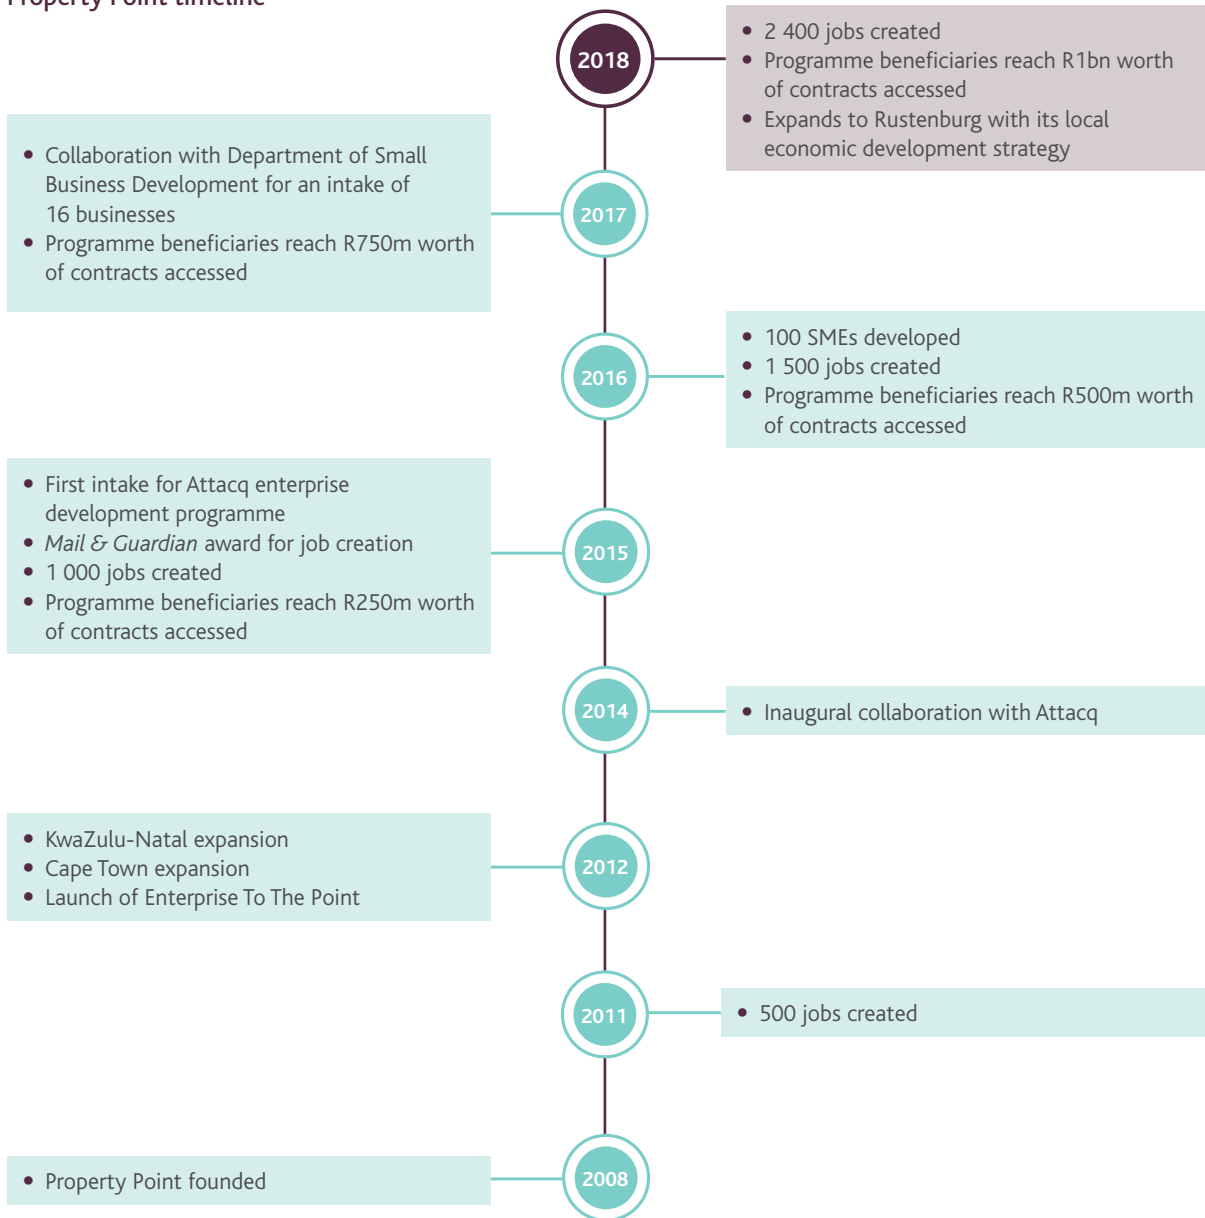 Property Point timeline
2018
• 2 400 jobs created
• Programme beneficiaries reach R1bn worth
of contracts accessed
• Expands to Rustenburg with its local
economic development strategy
• Collaboration with Department of Small
Business Development for an intake of
16 businesses
• Programme beneficiaries reach R750m worth
of contracts accessed
2017
2016
• 100 SMEs developed
• 1 500 jobs created
• Programme beneficiaries reach R500m worth
of contracts accessed
• First intake for Attacq enterprise
development programme
• Mail & Guardian award for job creation
• 1 000 jobs created
• Programme beneficiaries reach R250m worth
of contracts accessed
2015
2014
• Inaugural collaboration with Attacq
• KwaZulu-Natal expansion
• Cape Town expansion
• Launch of Enterprise To The Point
2012
2011
• 500 jobs created
• Property Point founded
2008